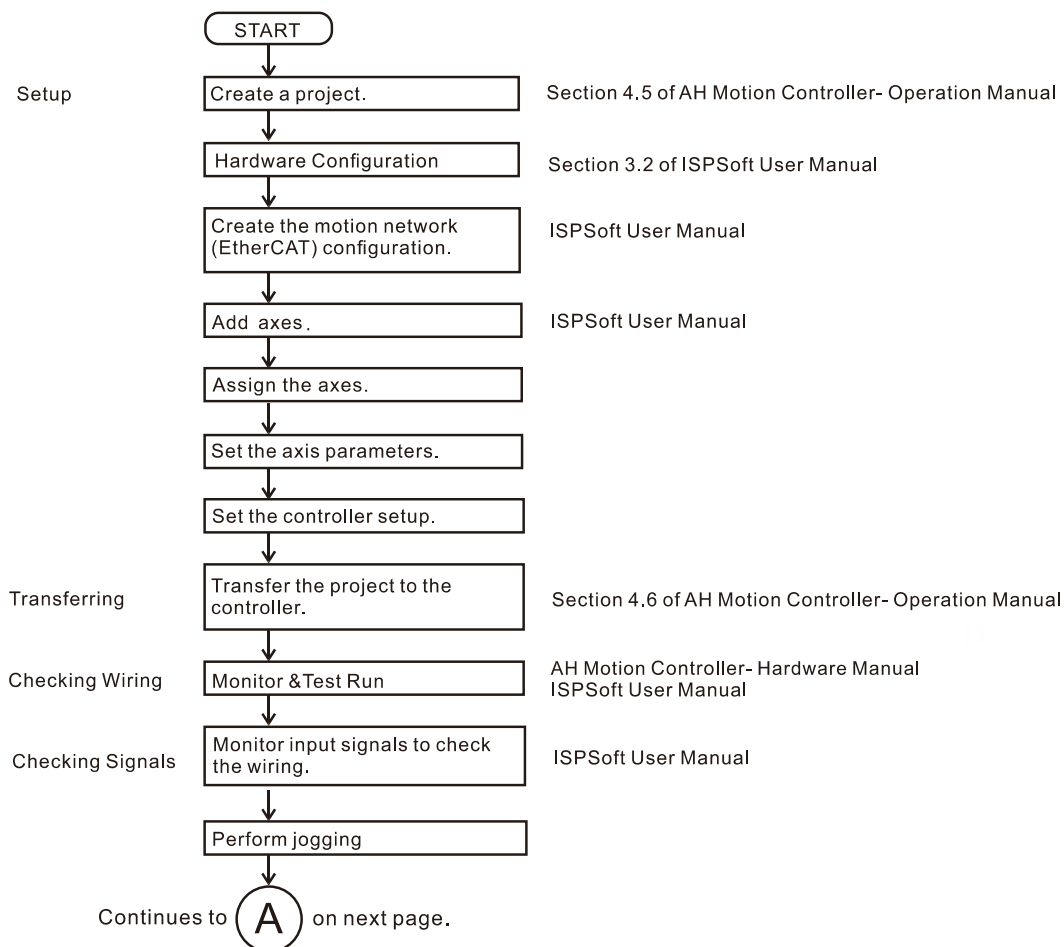 START
Setup
Create a project.
Section 4.5 of AH Motion Controller- Operation Manual
Hardware Configuration
Section 3.2 of ISPSoft User Manual
Create the motion network
(EtherCAT) configuration.
ISPSoft User Manual
Add axes.
ISPSoft User Manual
Assign the axes.
Set the axis parameters.
Set the controller setup.
Transferring
Transfer the project to the
controller.
Section 4.6 of AH Motion Controller- Operation Manual
Checking Wiring
Monitor &Test Run
AH Motion Controller- Hardware Manual
ISPSoft User Manual
Checking Signals
Monitor input signals to check
the wiring.
ISPSoft User Manual
Perform jogging
Continues to A on next page.